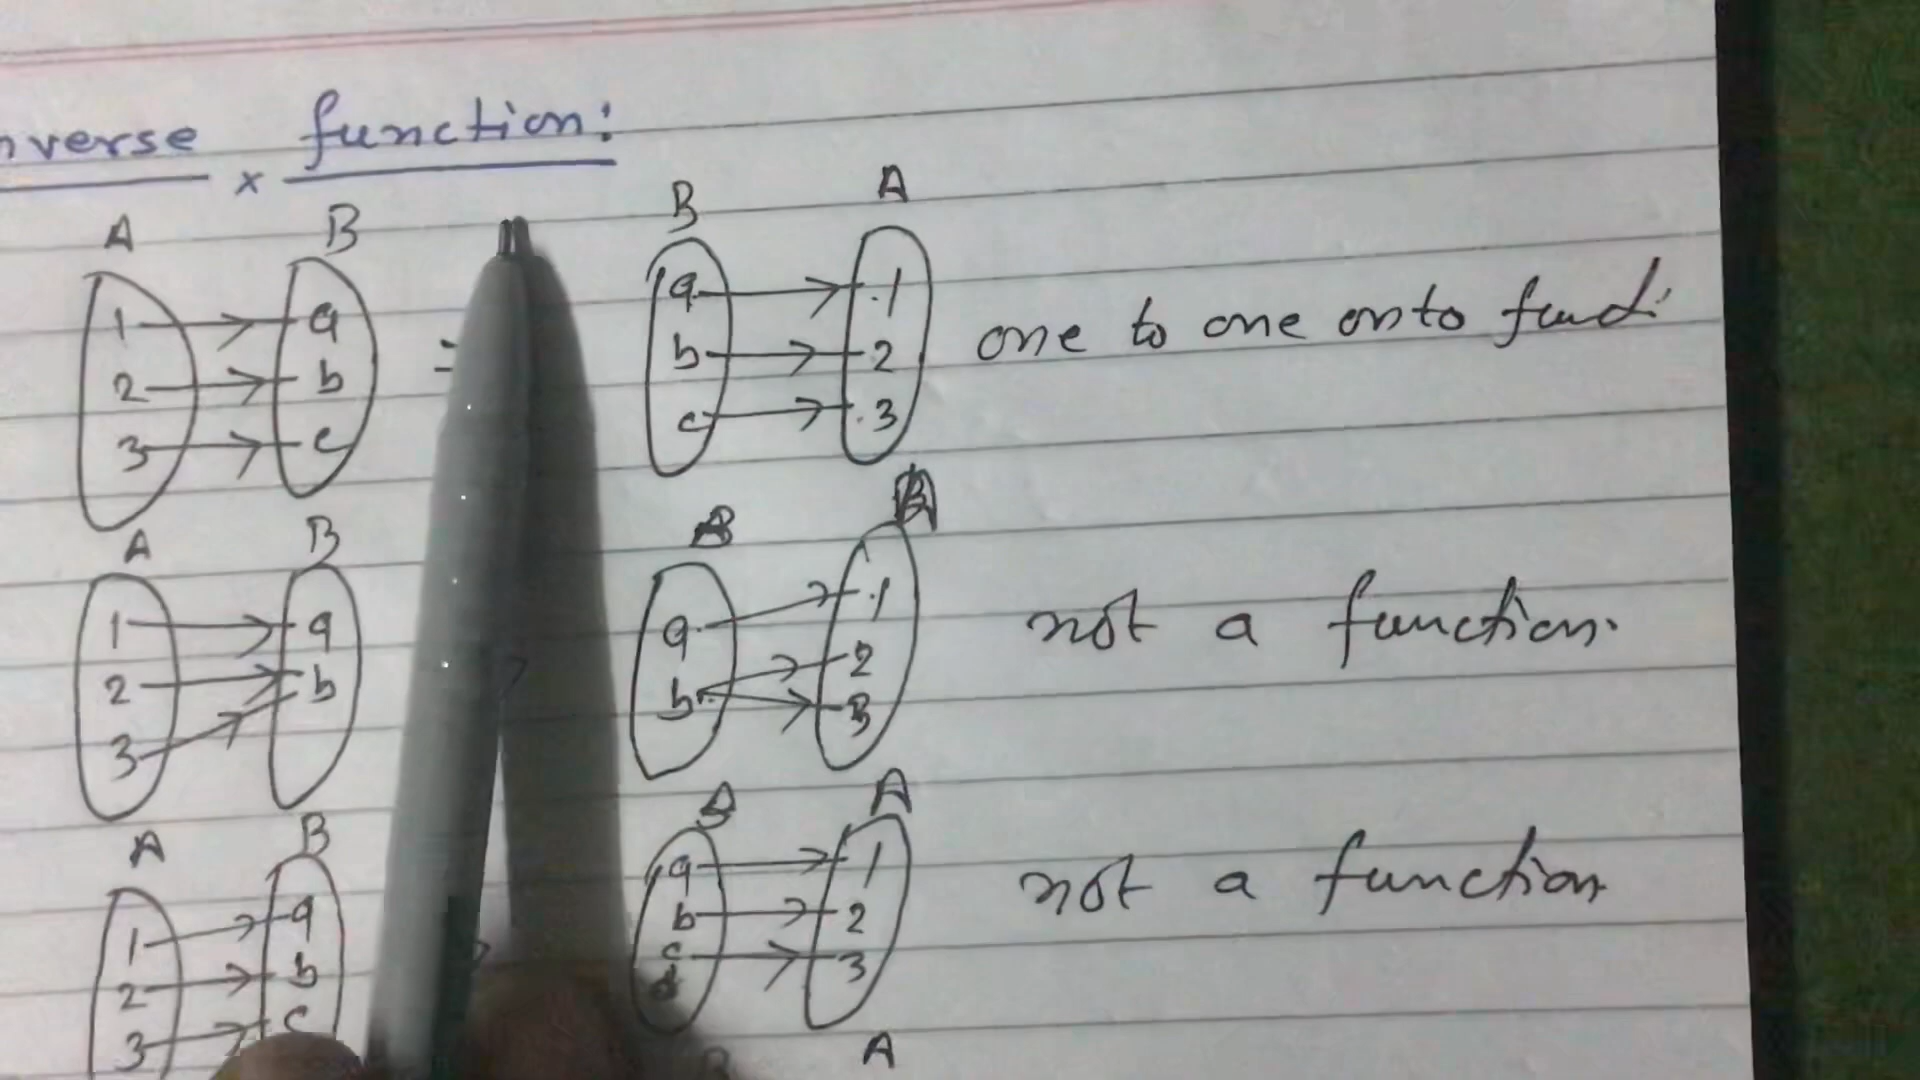 nverse × function:
A B B A
1 a a .1
2 b b 2 one to one onto funct:
3 c c .3
A B B A
1 a a .1
2 b b 2 not a function.
3 3
A B B A
1 a a 1
2 b b 2 not a function
3 c c 3
d
B A